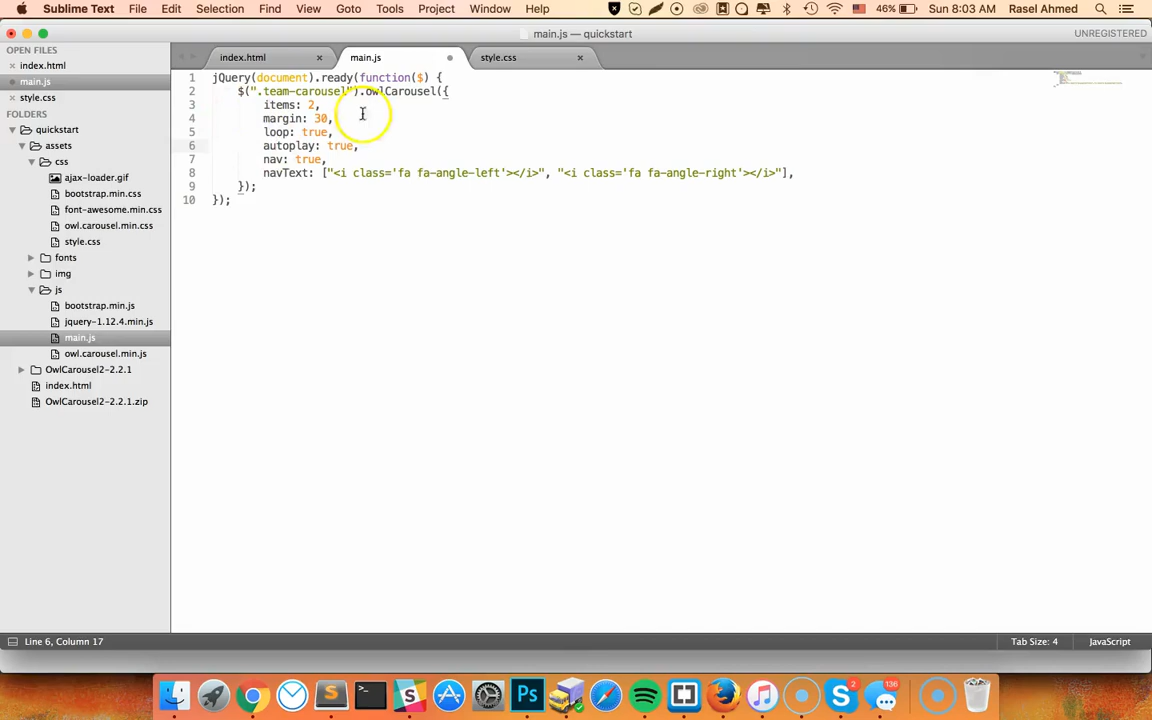 Sublime Text File Edit Selection Find View Goto Tools Project Window Help 46% Sun 8:03 AM Rasel Ahmed
main.js — quickstart UNREGISTERED
OPEN FILES
index.html
main.js
style.css
FOLDERS
quickstart
assets
css
ajax-loader.gif
bootstrap.min.css
font-awesome.min.css
owl.carousel.min.css
style.css
fonts
img
js
bootstrap.min.js
jquery-1.12.4.min.js
main.js
owl.carousel.min.js
OwlCarousel2-2.2.1
index.html
OwlCarousel2-2.2.1.zip
index.html main.js style.css
1 jQuery(document).ready(function($) {
2 $(".team-carousel").owlCarousel({
3 items: 2,
4 margin: 30,
5 loop: true,
6 autoplay: true,
7 nav: true,
8 navText: ["<i class='fa fa-angle-left'></i>", "<i class='fa fa-angle-right'></i>"],
9 });
10 });
Line 6, Column 17 Tab Size: 4 JavaScript
Ps
2
136